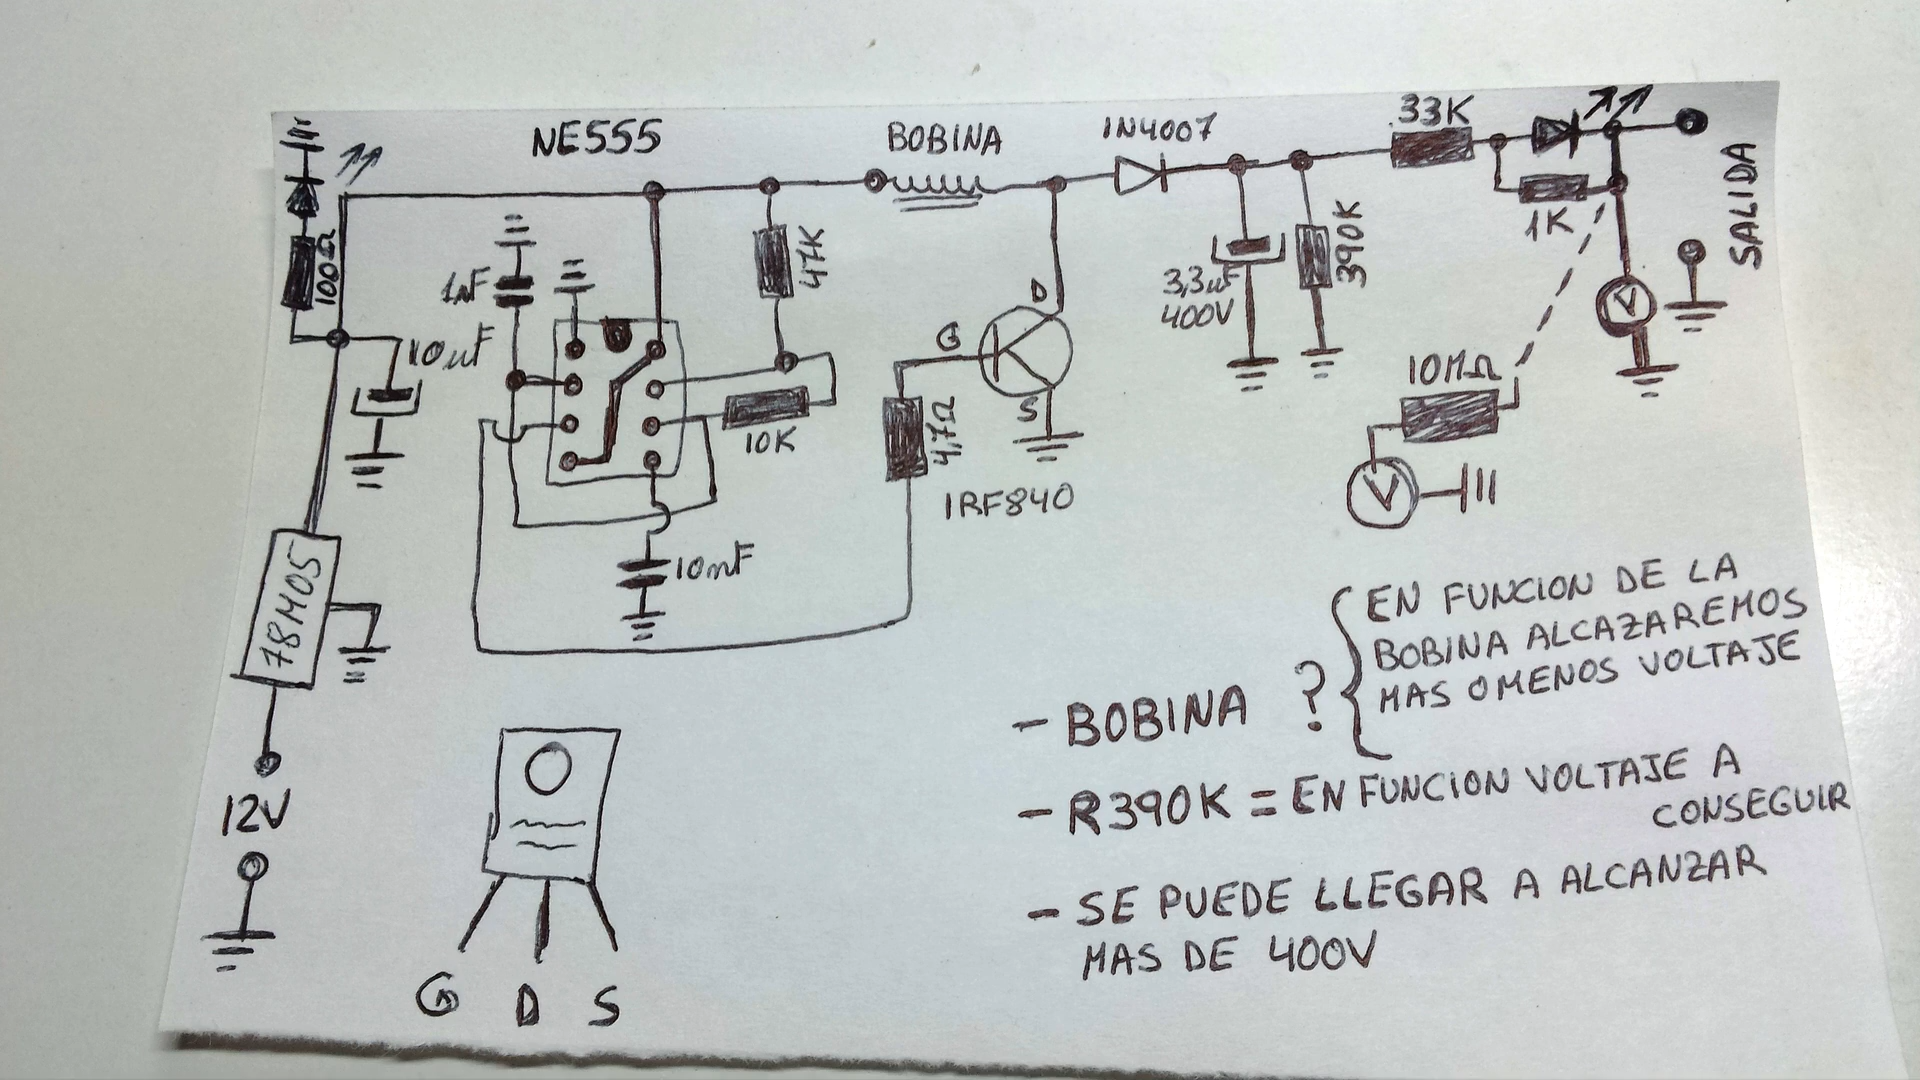 NE555
BOBINA
1N4007
33K
1K
SALIDA
100Ω
1nF
10uF
47K
10K
G
D
S
4,7Ω
IRF840
3,3uF
400V
390K
V
10MΩ
V
10nF
78M05
12V
G D S
- BOBINA ? { EN FUNCION DE LA
BOBINA ALCAZAREMOS
MAS O MENOS VOLTAJE
- R390K = EN FUNCION VOLTAJE A
CONSEGUIR
- SE PUEDE LLEGAR A ALCANZAR
MAS DE 400V